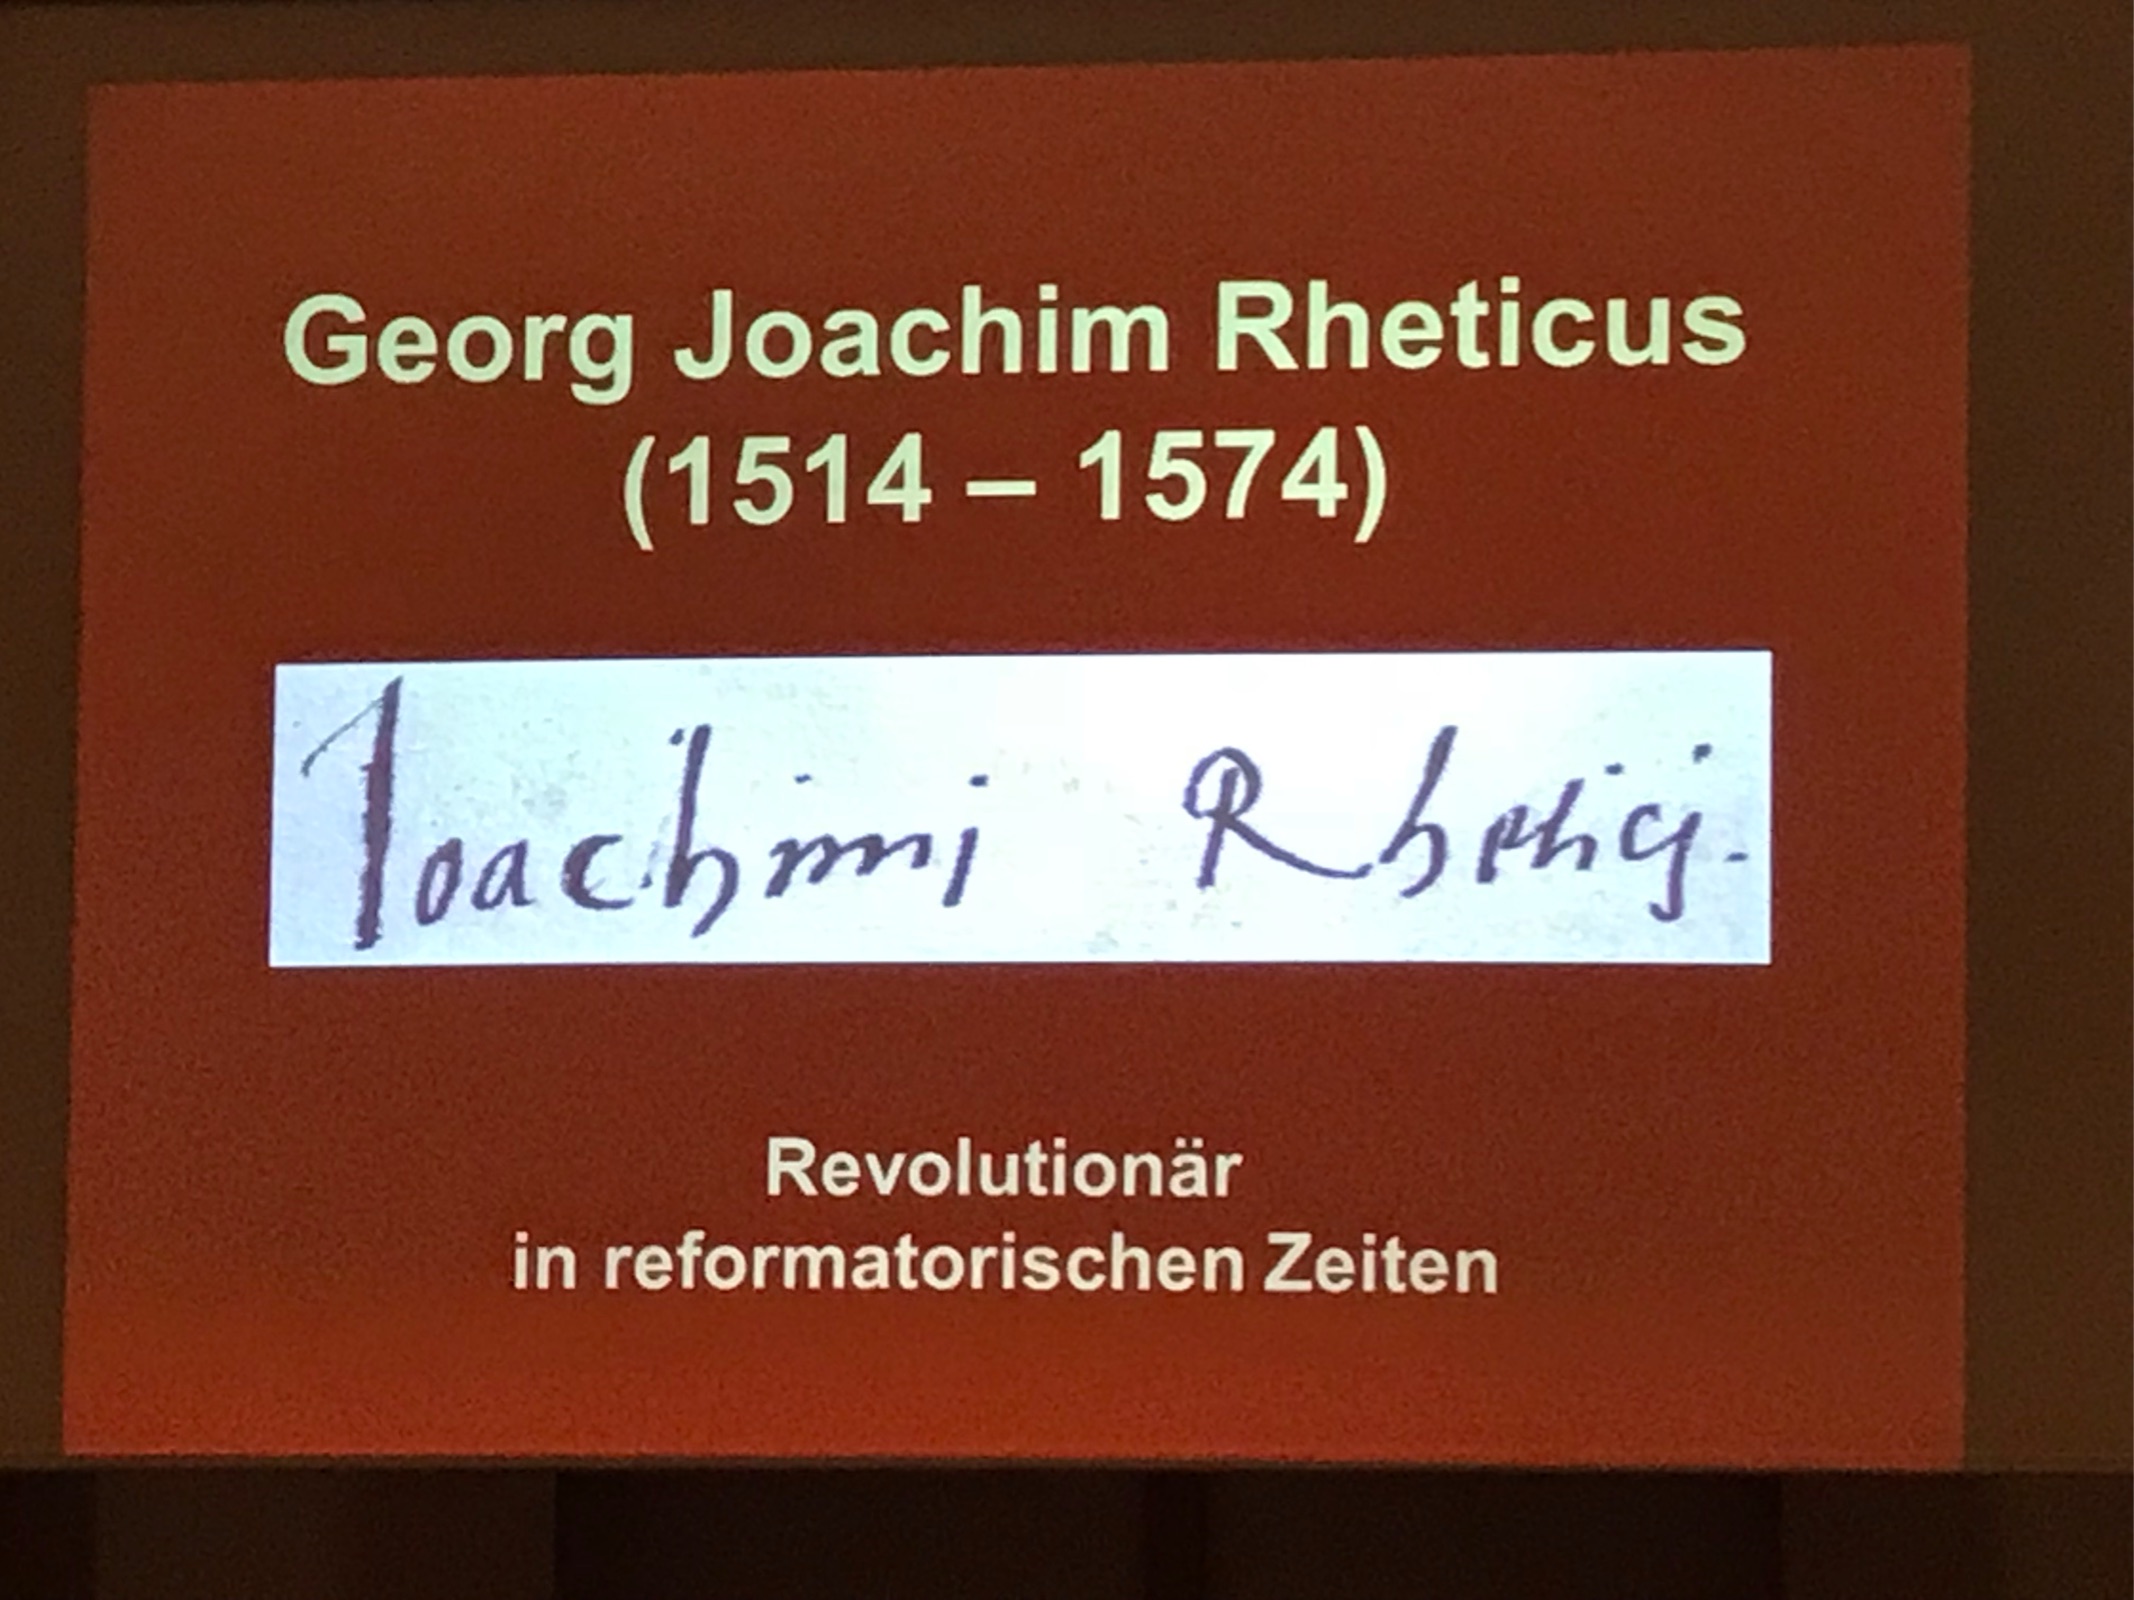 Georg Joachim Rheticus
(1514 – 1574)
Joachimi Rhetici.
Revolutionär
in reformatorischen Zeiten